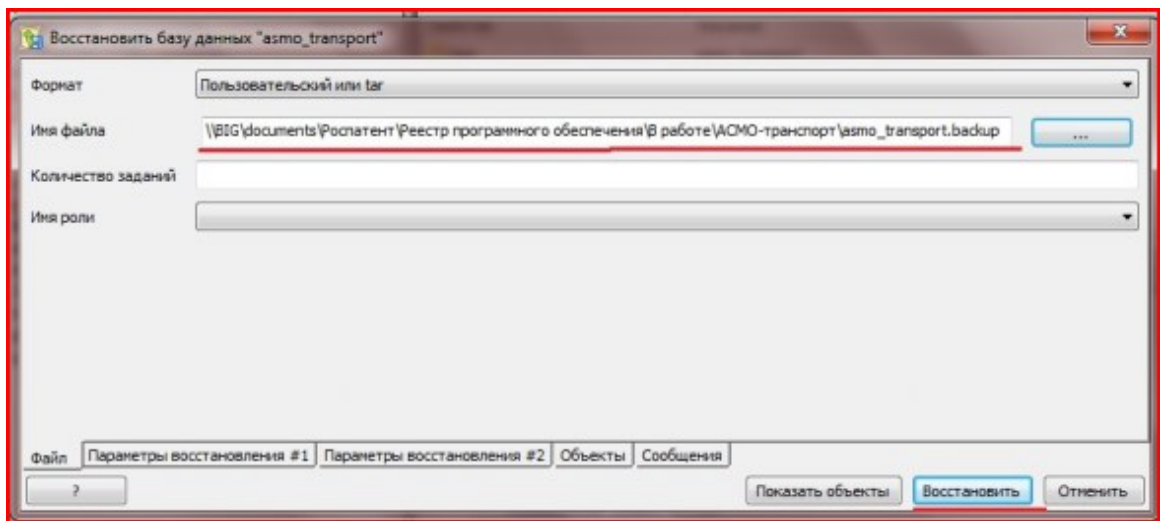 Восстановить базу данных "asmo_transport"
Формат Пользовательский или tar
Имя файла \\BIG\documents\Роспатент\Реестр программного обеспечения\В работе\АСМО-транспорт\asmo_transport.backup ...
Количество заданий
Имя роли
Файл Параметры восстановления #1 Параметры восстановления #2 Объекты Сообщения
? Показать объекты Восстановить Отменить